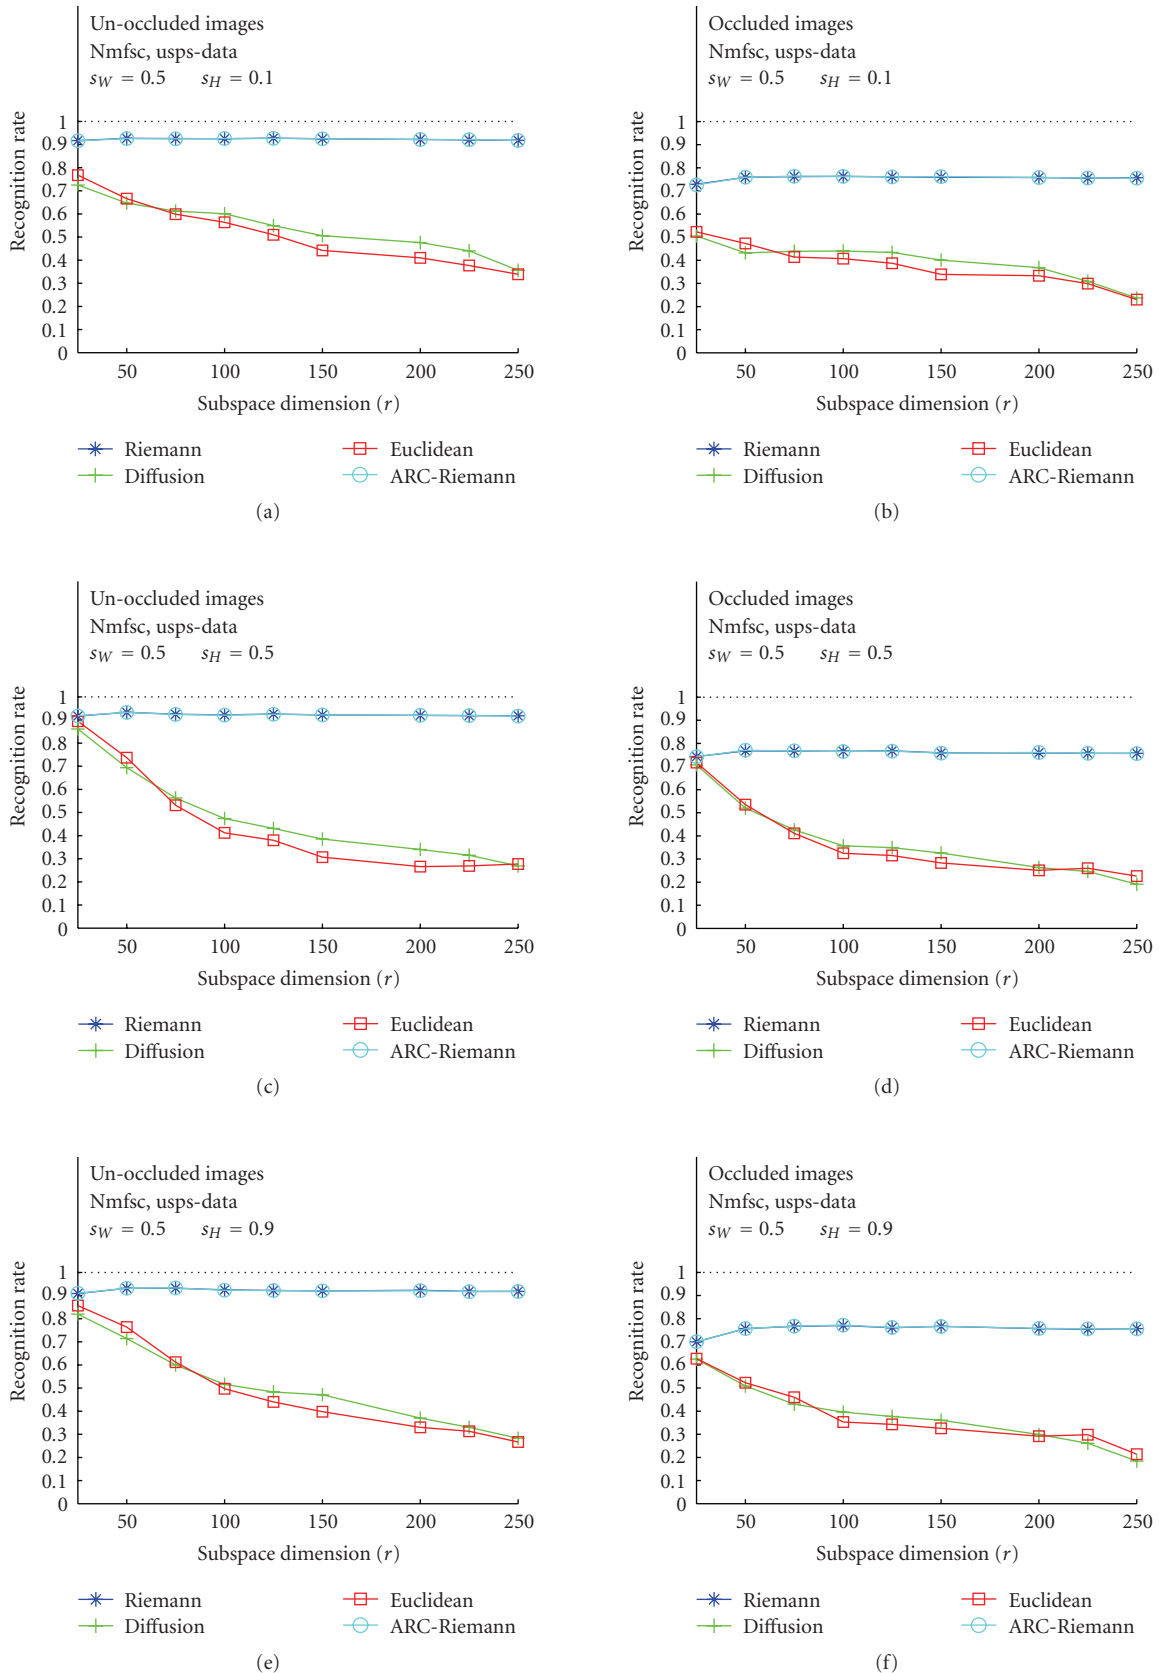 Un-occluded images
Nmfsc, usps-data
s_W = 0.5 s_H = 0.1
Recognition rate
1
0.9
0.8
0.7
0.6
0.5
0.4
0.3
0.2
0.1
0
50 100 150 200 250
Subspace dimension (r)
Riemann Euclidean
Diffusion ARC-Riemann
(a)
Occluded images
Nmfsc, usps-data
s_W = 0.5 s_H = 0.1
Recognition rate
1
0.9
0.8
0.7
0.6
0.5
0.4
0.3
0.2
0.1
0
50 100 150 200 250
Subspace dimension (r)
Riemann Euclidean
Diffusion ARC-Riemann
(b)
Un-occluded images
Nmfsc, usps-data
s_W = 0.5 s_H = 0.5
Recognition rate
1
0.9
0.8
0.7
0.6
0.5
0.4
0.3
0.2
0.1
0
50 100 150 200 250
Subspace dimension (r)
Riemann Euclidean
Diffusion ARC-Riemann
(c)
Occluded images
Nmfsc, usps-data
s_W = 0.5 s_H = 0.5
Recognition rate
1
0.9
0.8
0.7
0.6
0.5
0.4
0.3
0.2
0.1
0
50 100 150 200 250
Subspace dimension (r)
Riemann Euclidean
Diffusion ARC-Riemann
(d)
Un-occluded images
Nmfsc, usps-data
s_W = 0.5 s_H = 0.9
Recognition rate
1
0.9
0.8
0.7
0.6
0.5
0.4
0.3
0.2
0.1
0
50 100 150 200 250
Subspace dimension (r)
Riemann Euclidean
Diffusion ARC-Riemann
(e)
Occluded images
Nmfsc, usps-data
s_W = 0.5 s_H = 0.9
Recognition rate
1
0.9
0.8
0.7
0.6
0.5
0.4
0.3
0.2
0.1
0
50 100 150 200 250
Subspace dimension (r)
Riemann Euclidean
Diffusion ARC-Riemann
(f)